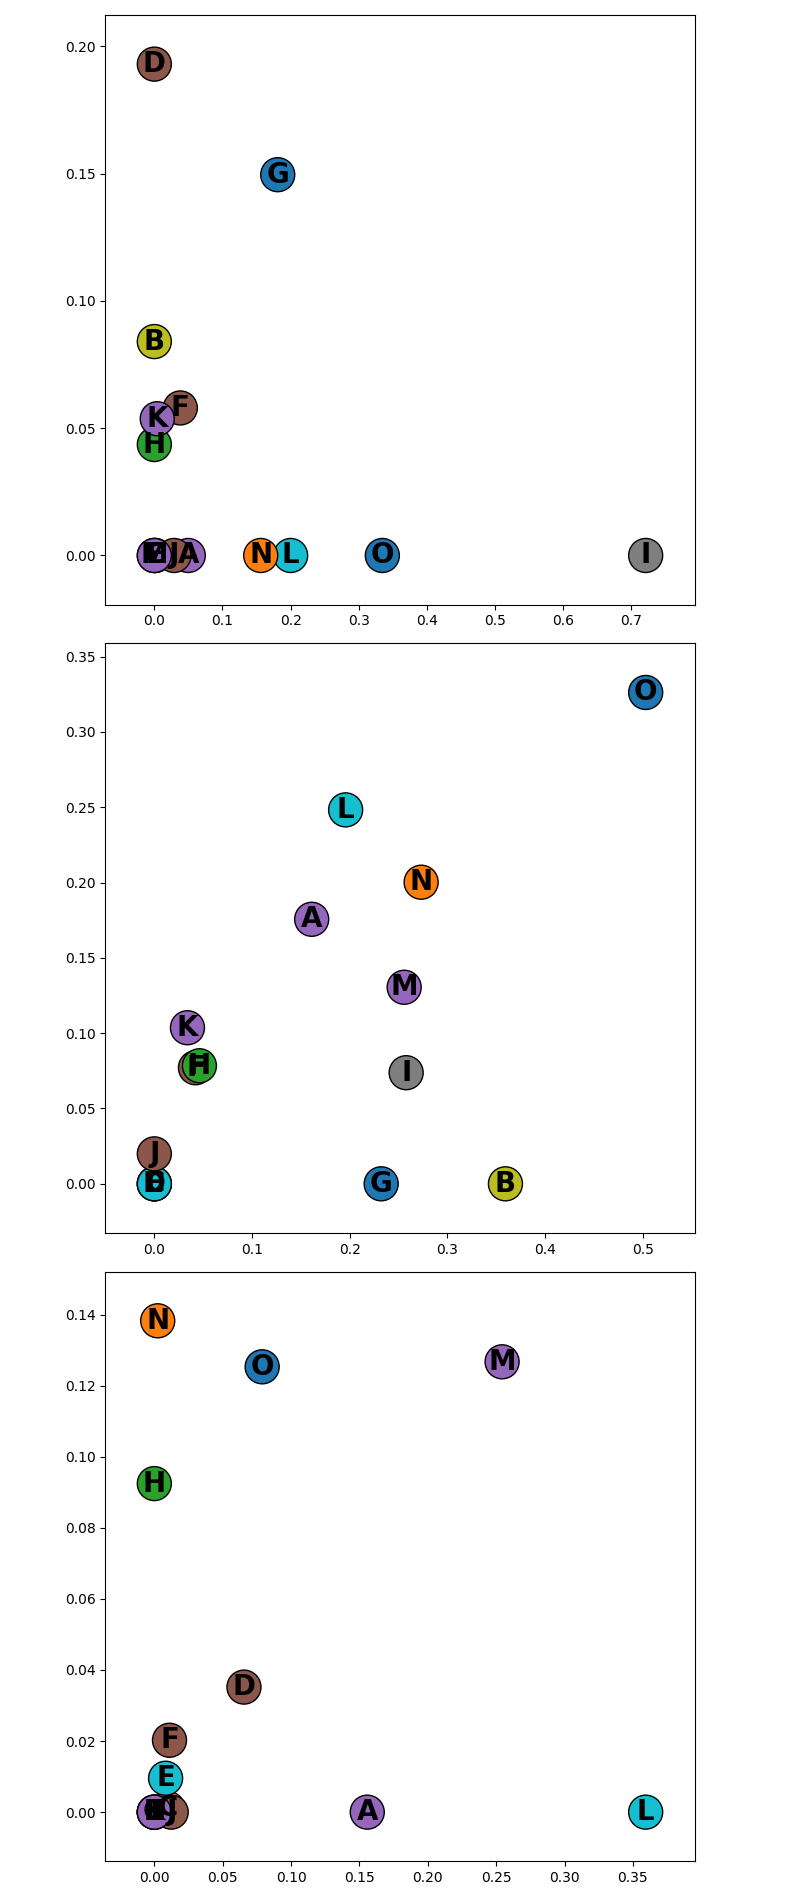 0.20
D
0.15
G
0.10
B
F
K
0.05
H
0.00
J A N L O I
0.0 0.1 0.2 0.3 0.4 0.5 0.6 0.7
0.35
O
0.30
0.25
L
0.20
N
A
0.15
M
0.10
K
H
I
0.05
J
0.00
G B
0.0 0.1 0.2 0.3 0.4 0.5
0.14
N
O M
0.12
0.10
H
0.08
0.06
0.04
D
0.02
F
E
0.00
J A L
0.00 0.05 0.10 0.15 0.20 0.25 0.30 0.35